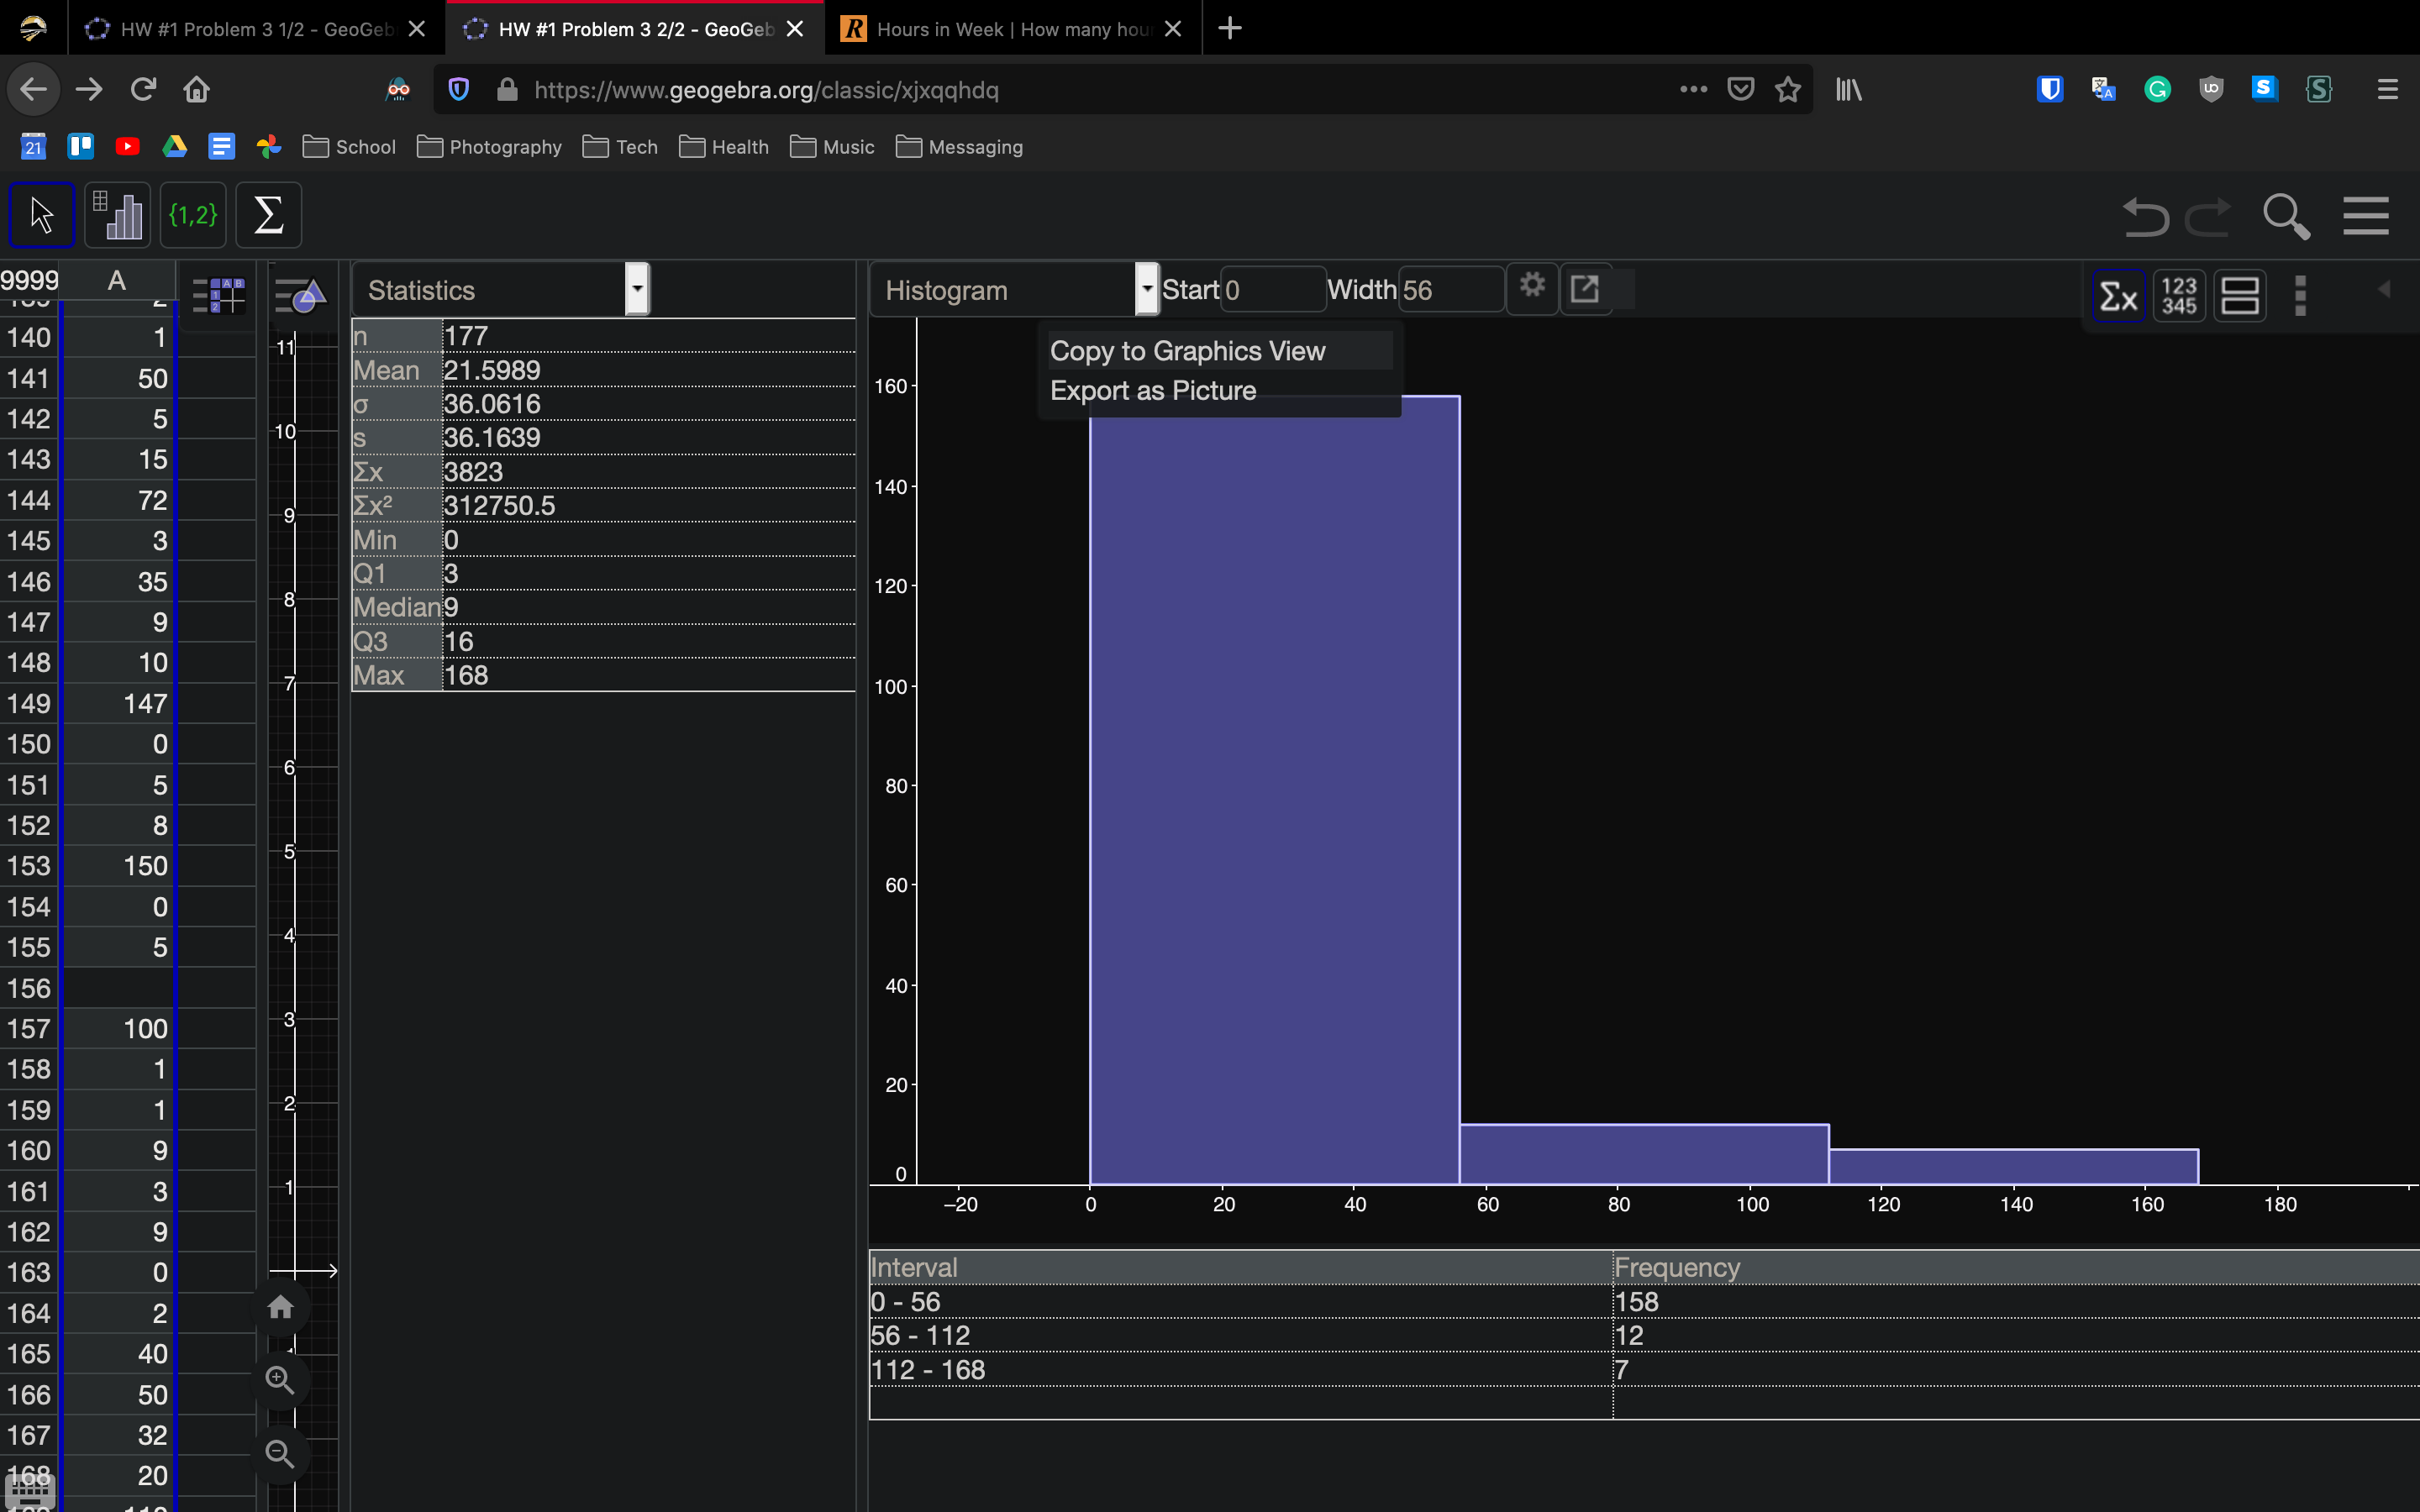 HW #1 Problem 3 1/2 - GeoGeb
HW #1 Problem 3 2/2 - GeoGeb
Hours in Week | How many hou
https://www.geogebra.org/classic/xjxqqhdq
21
School
Photography
Tech
Health
Music
Messaging
{1,2}
Σ
9999
A
Statistics
Histogram
Start
0
Width
56
Σx
123
345
140 1
141 50
142 5
143 15
144 72
145 3
146 35
147 9
148 10
149 147
150 0
151 5
152 8
153 150
154 0
155 5
156
157 100
158 1
159 1
160 9
161 3
162 9
163 0
164 2
165 40
166 50
167 32
168 20
11
10
9
8
7
6
5
4
3
2
1
n 177
Mean 21.5989
σ 36.0616
s 36.1639
Σx 3823
Σx² 312750.5
Min 0
Q1 3
Median 9
Q3 16
Max 168
Copy to Graphics View
Export as Picture
160
140
120
100
80
60
40
20
0
–20 0 20 40 60 80 100 120 140 160 180
Interval Frequency
0 - 56 158
56 - 112 12
112 - 168 7